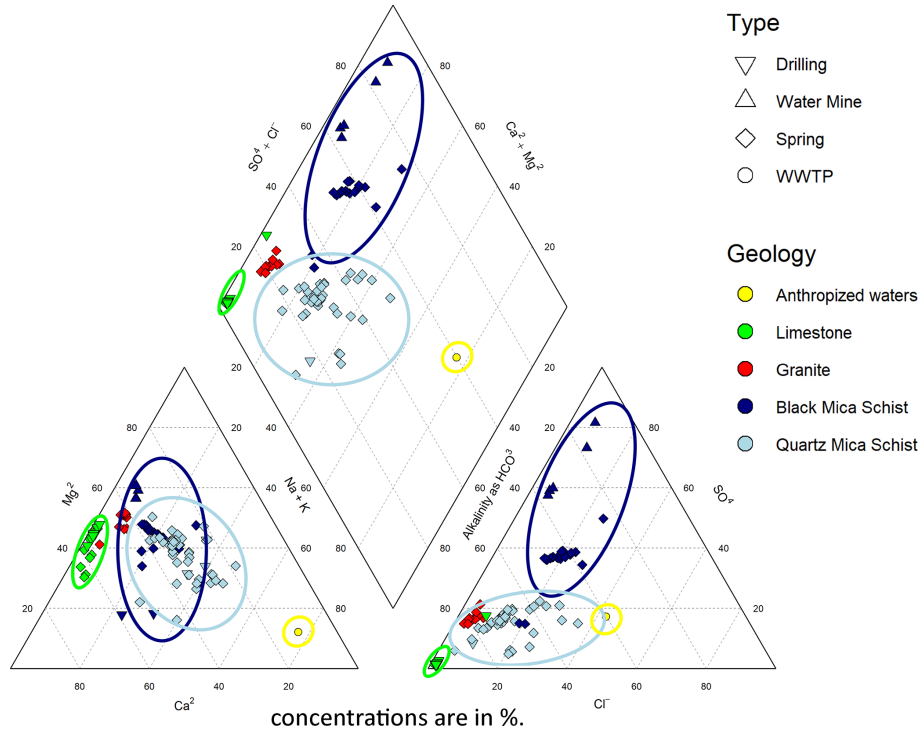 Type
Drilling
Water Mine
Spring
WWTP
Geology
Anthropized waters
Limestone
Granite
Black Mica Schist
Quartz Mica Schist
80
60
40
20
SO⁴ + Cl⁻
80
60
40
20
Ca² + Mg²
20
40
60
80
20
40
60
80
80
60
40
20
Mg²
Na + K
20
40
60
80
80
60
40
20
Ca²
80
60
40
20
Alkalinity as HCO³
SO⁴
20
40
60
80
20
40
60
80
Cl⁻
concentrations are in %.